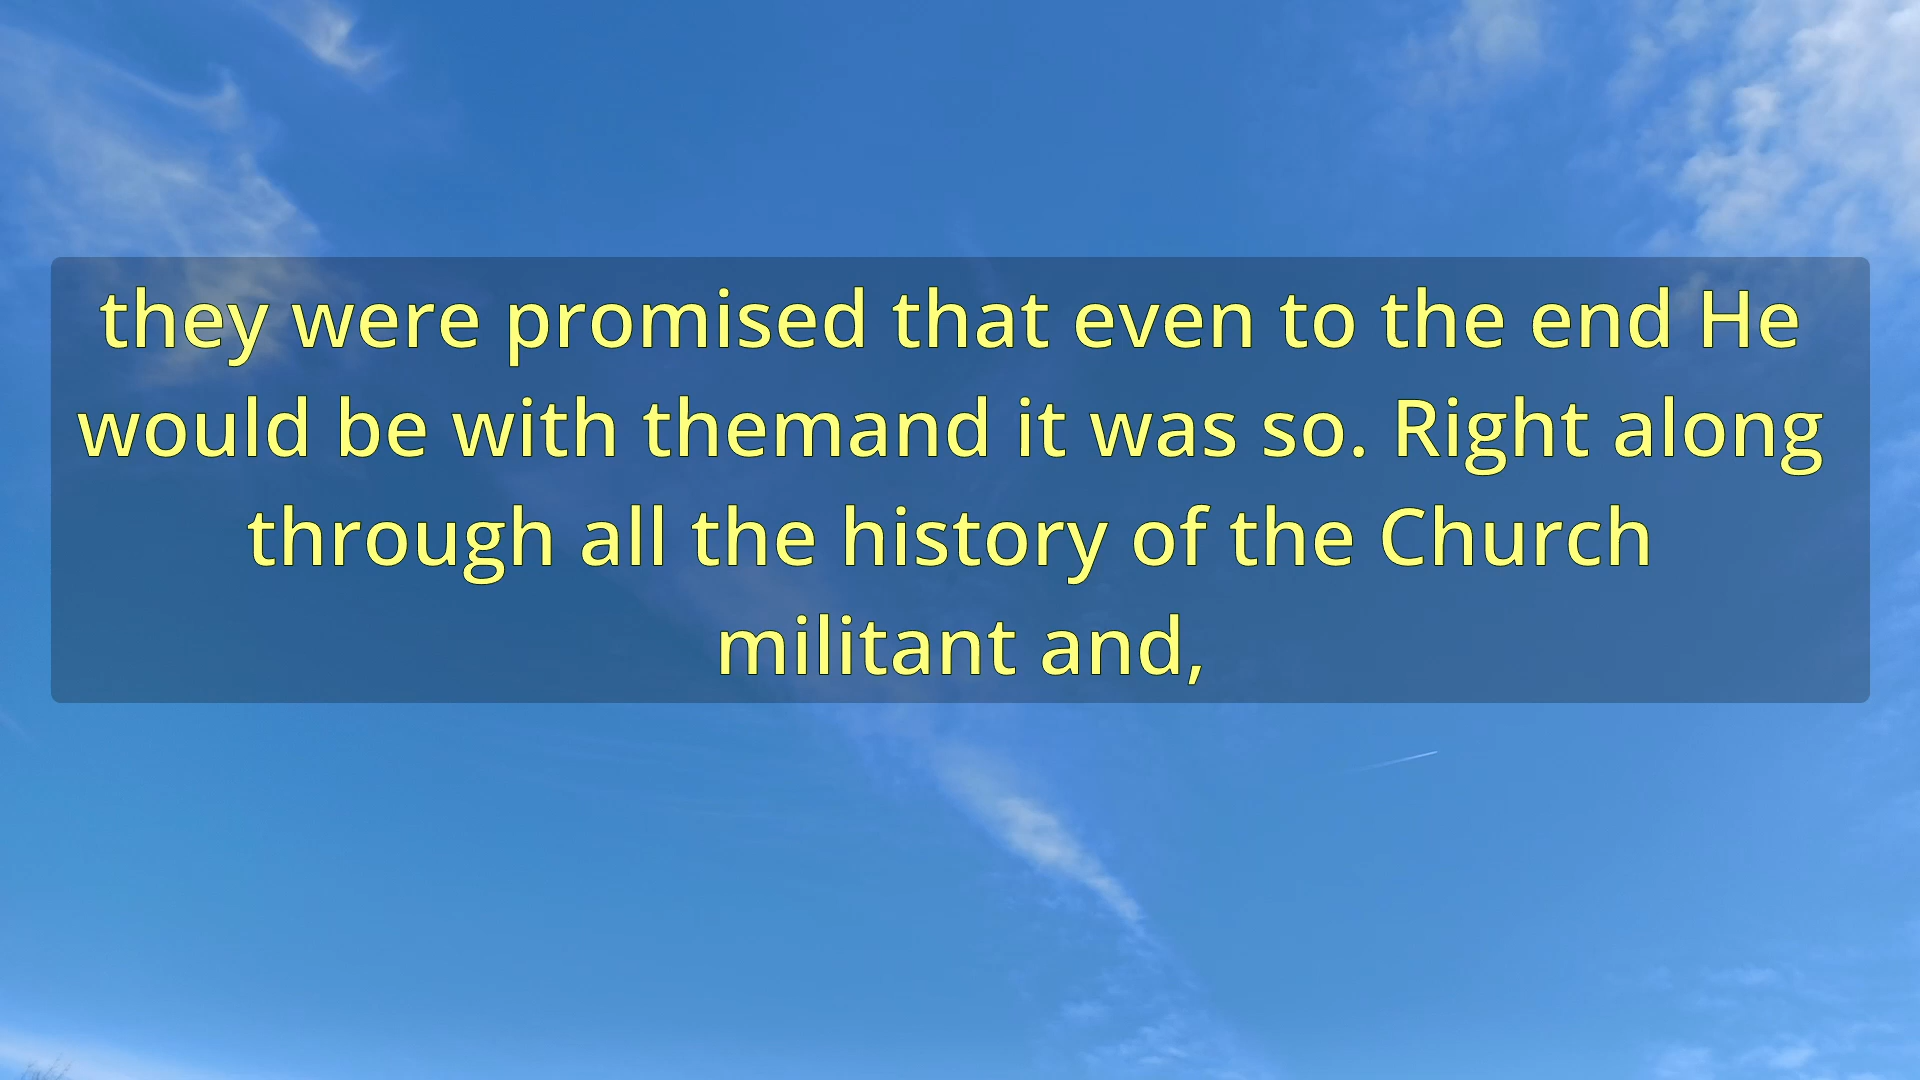 they were promised that even to the end He
would be with themand it was so. Right along
through all the history of the Church
militant and,